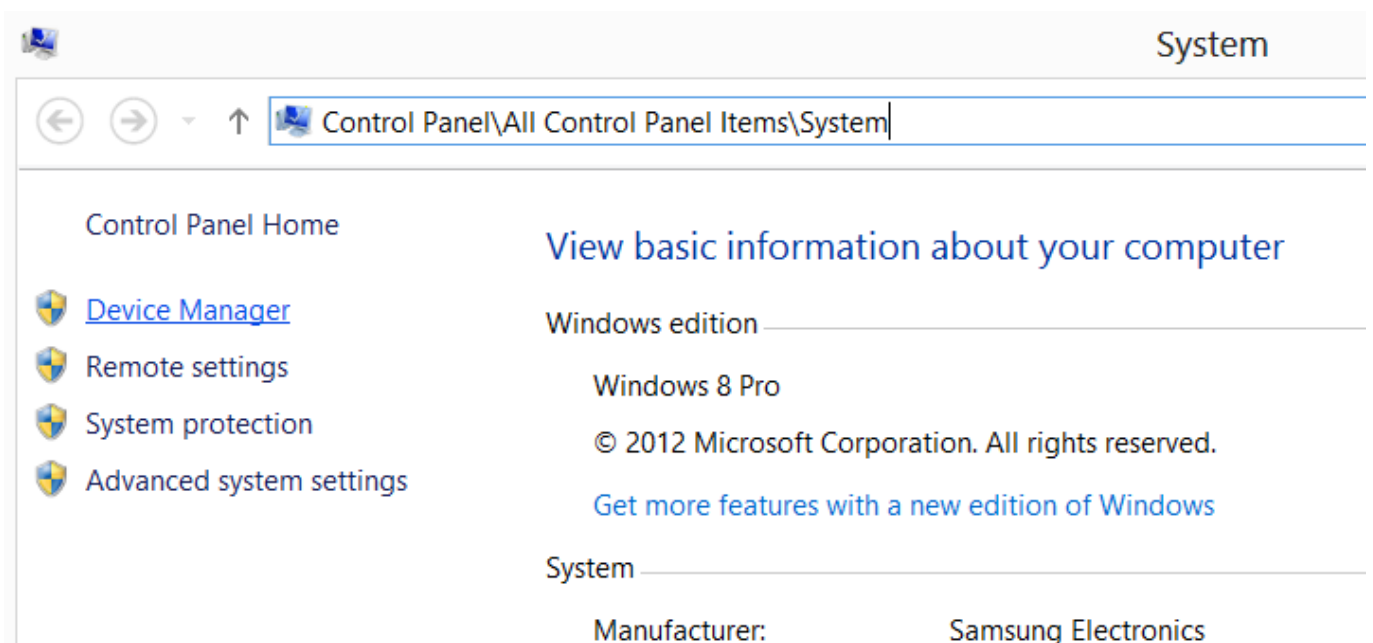 System
Control Panel\All Control Panel Items\System
Control Panel Home
Device Manager
Remote settings
System protection
Advanced system settings
View basic information about your computer
Windows edition
Windows 8 Pro
© 2012 Microsoft Corporation. All rights reserved.
Get more features with a new edition of Windows
System
Manufacturer: Samsung Electronics